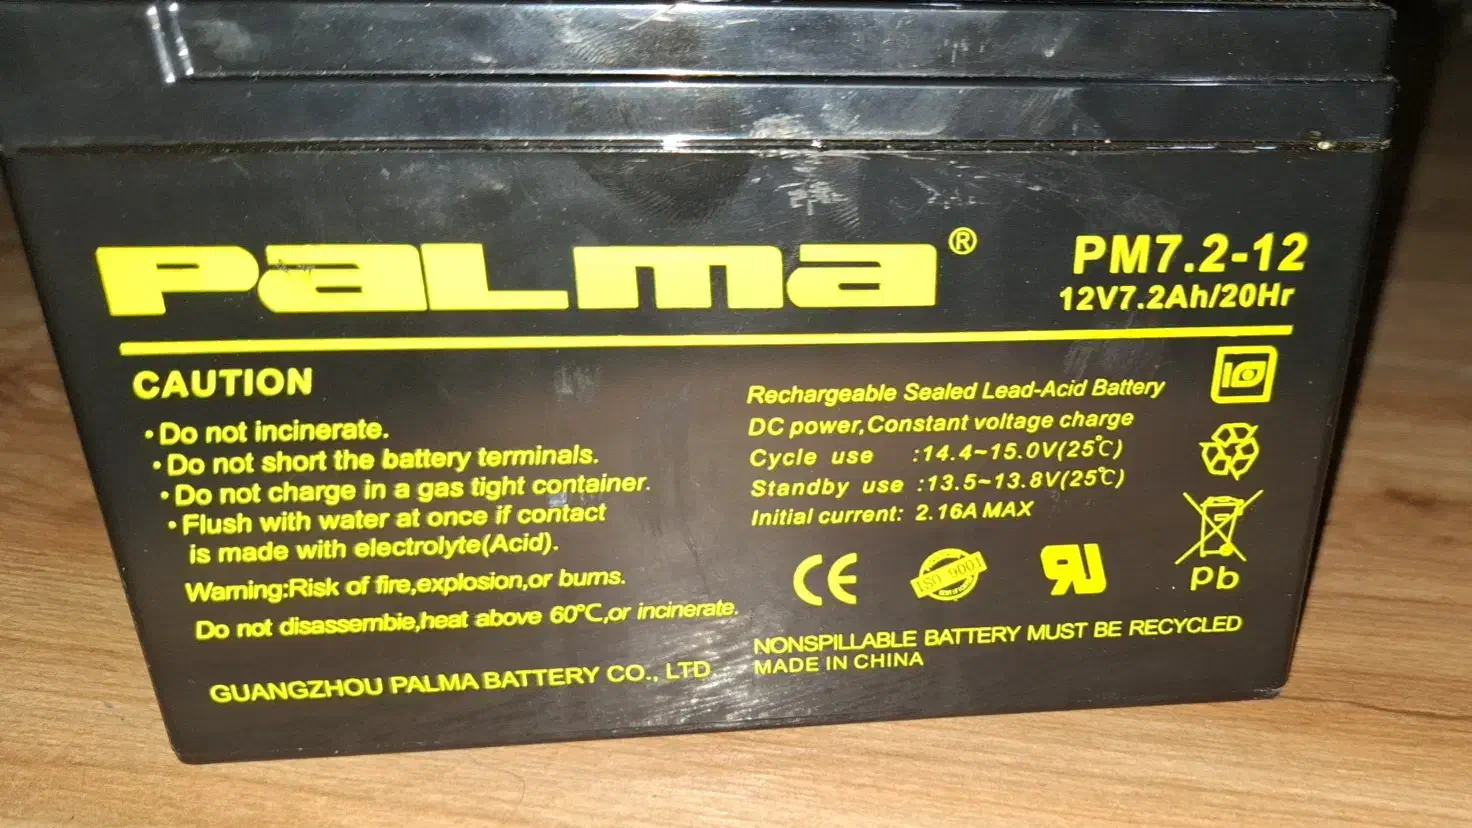 PALMA®
PM7.2-12
12V7.2Ah/20Hr
CAUTION
• Do not incinerate.
• Do not short the battery terminals.
• Do not charge in a gas tight container.
• Flush with water at once if contact
is made with electrolyte(Acid).
Warning:Risk of fire,explosion,or burns.
Do not disassemble,heat above 60℃,or incinerate.
GUANGZHOU PALMA BATTERY CO., LTD
Rechargeable Sealed Lead-Acid Battery
DC power,Constant voltage charge
Cycle use :14.4~15.0V(25℃)
Standby use :13.5~13.8V(25℃)
Initial current: 2.16A MAX
CE
ISO 9001
Pb
NONSPILLABLE BATTERY MUST BE RECYCLED
MADE IN CHINA